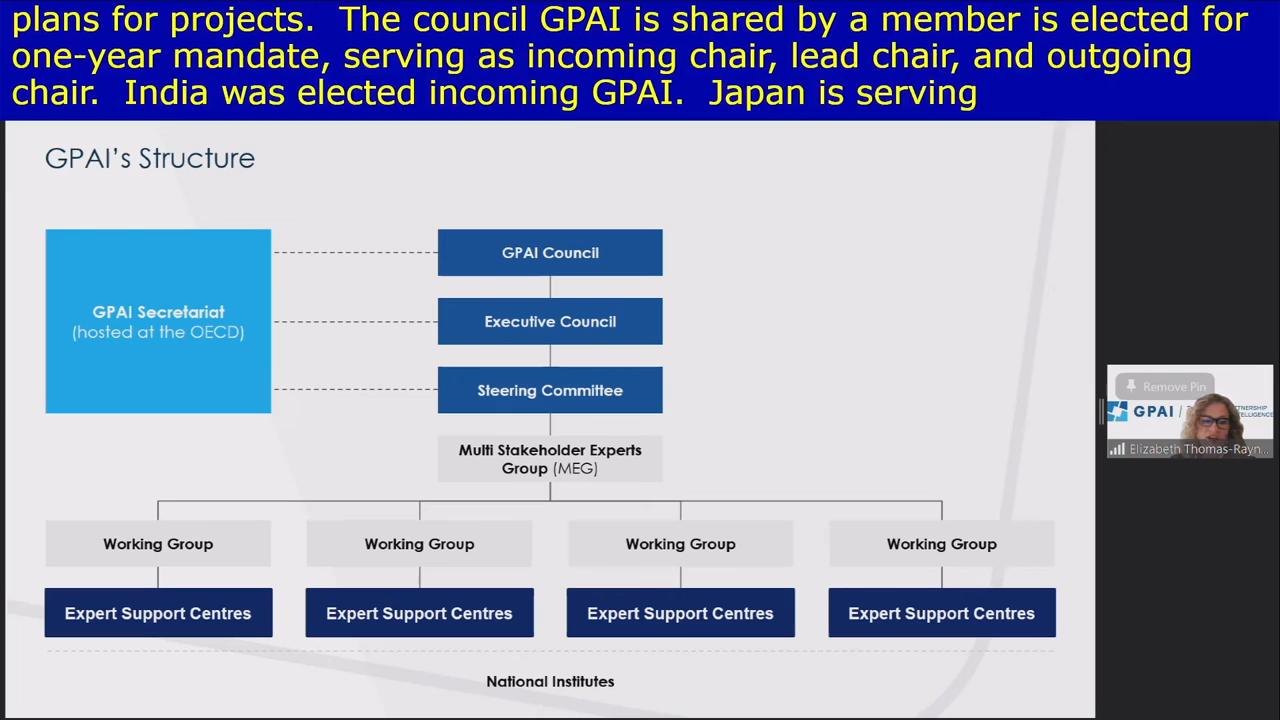 plans for projects.  The council GPAI is shared by a member is elected for
one-year mandate, serving as incoming chair, lead chair, and outgoing
chair.  India was elected incoming GPAI.  Japan is serving
GPAI's Structure
GPAI Secretariat
(hosted at the OECD)
GPAI Council
Executive Council
Steering Committee
Multi Stakeholder Experts
Group (MEG)
Working Group
Working Group
Working Group
Working Group
Expert Support Centres
Expert Support Centres
Expert Support Centres
Expert Support Centres
National Institutes
Remove Pin
GPAI /
Elizabeth Thomas-Rayn...